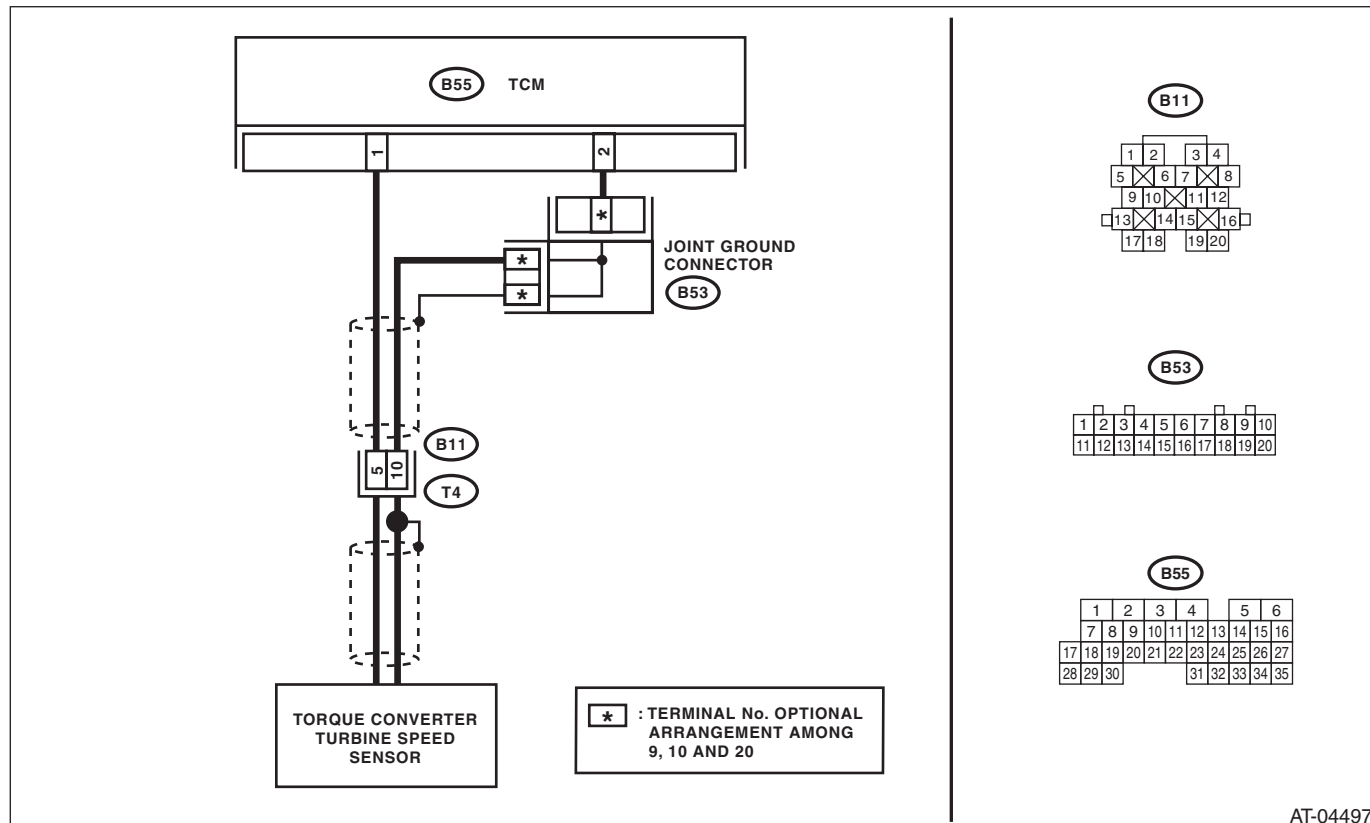 B55 TCM
1 2
*
* JOINT GROUND
CONNECTOR
* B53
B11
5 10
T4
TORQUE CONVERTER
TURBINE SPEED
SENSOR
* : TERMINAL No. OPTIONAL
ARRANGEMENT AMONG
9, 10 AND 20
B11
1 2 3 4
5 6 7 8
9 10 11 12
13 14 15 16
17 18 19 20
B53
1 2 3 4 5 6 7 8 9 10
11 12 13 14 15 16 17 18 19 20
B55
1 2 3 4 5 6
7 8 9 10 11 12 13 14 15 16
17 18 19 20 21 22 23 24 25 26 27
28 29 30 31 32 33 34 35
AT-04497